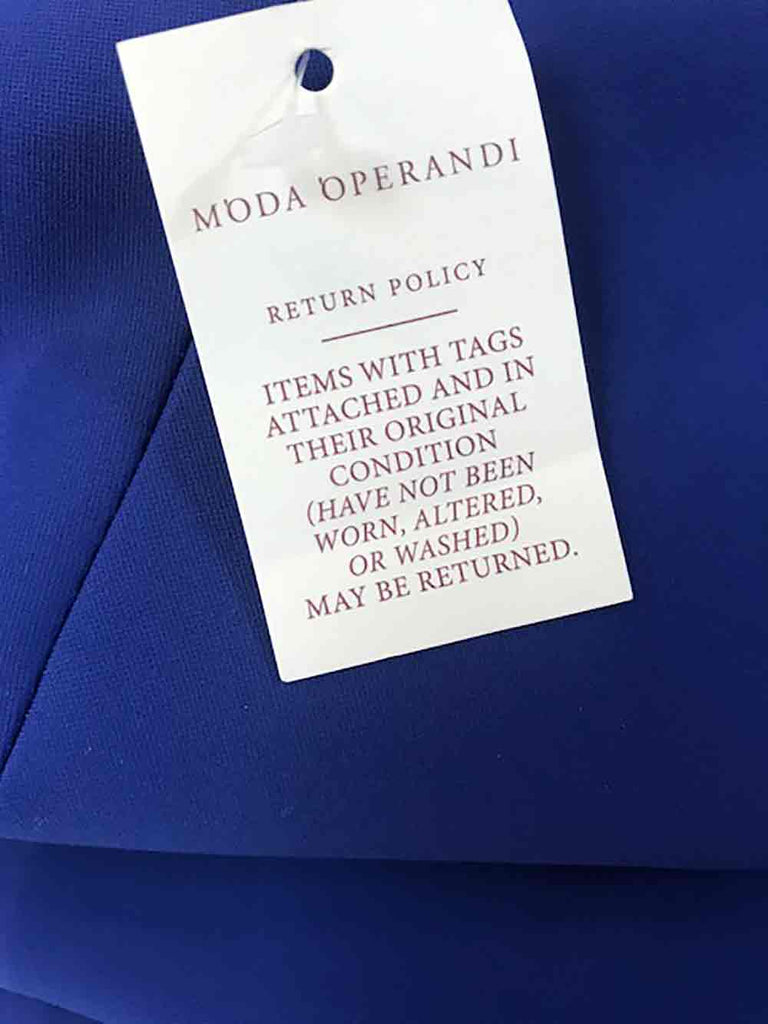 MODA OPERANDI
RETURN POLICY
ITEMS WITH TAGS
ATTACHED AND IN
THEIR ORIGINAL
CONDITION
(HAVE NOT BEEN
WORN, ALTERED,
OR WASHED)
MAY BE RETURNED.